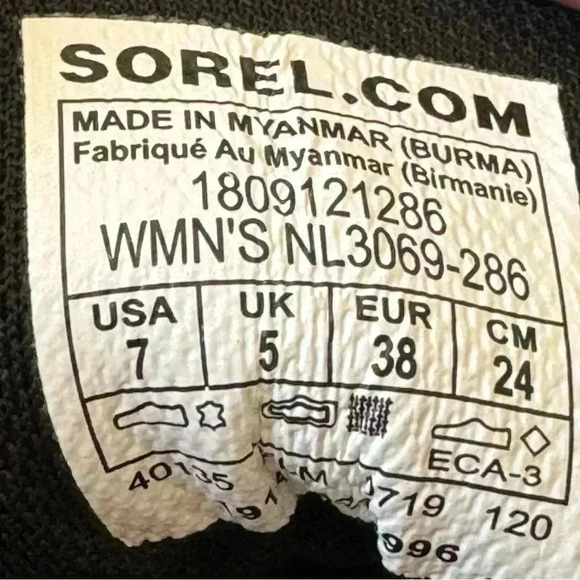 SOREL.COM
MADE IN MYANMAR (BURMA)
Fabriqué Au Myanmar (Birmanie)
1809121286
WMN'S NL3069-286
USA UK EUR CM
7 5 38 24
ECA-3
120
996